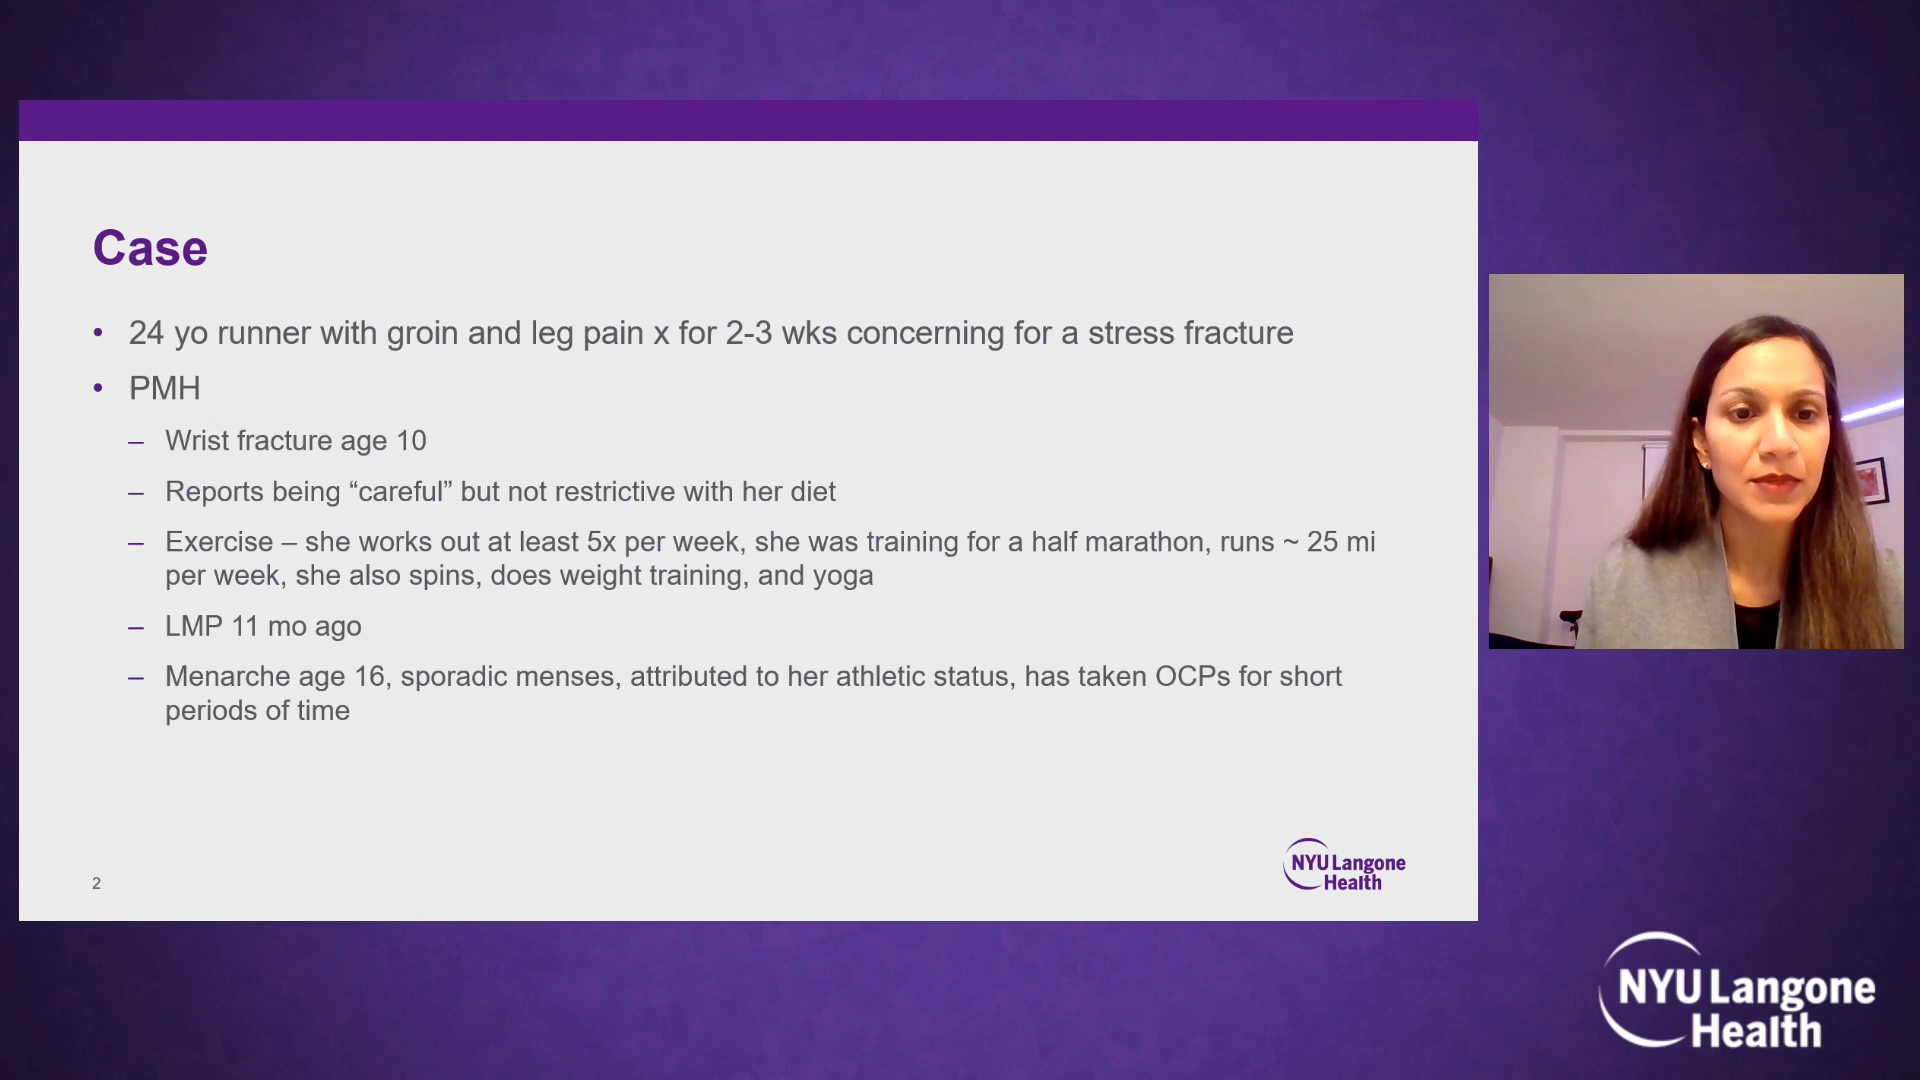 Case
• 24 yo runner with groin and leg pain x for 2-3 wks concerning for a stress fracture
• PMH
– Wrist fracture age 10
– Reports being “careful” but not restrictive with her diet
– Exercise – she works out at least 5x per week, she was training for a half marathon, runs ~ 25 mi
per week, she also spins, does weight training, and yoga
– LMP 11 mo ago
– Menarche age 16, sporadic menses, attributed to her athletic status, has taken OCPs for short
periods of time
2
NYU Langone
Health
NYU Langone
Health